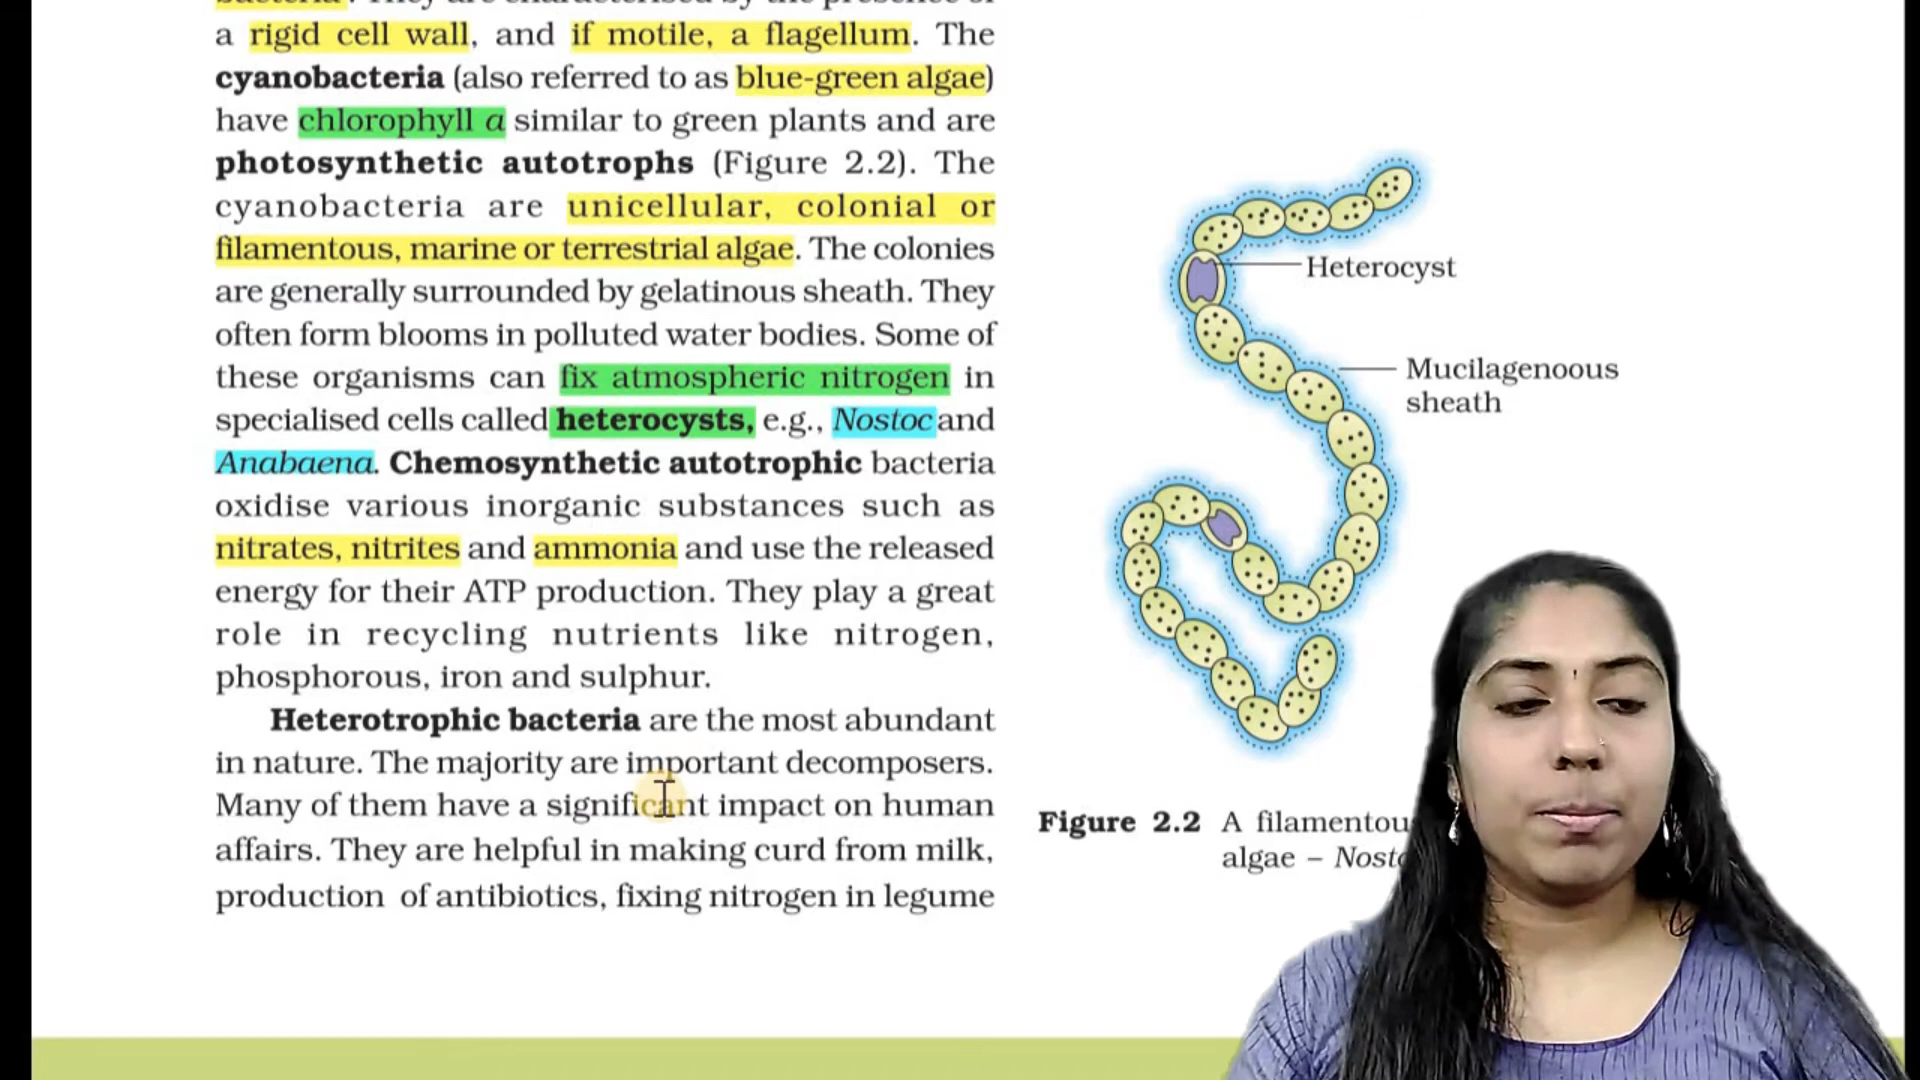 bacteria'. They are characterised by the presence of
a rigid cell wall, and if motile, a flagellum. The
cyanobacteria (also referred to as blue-green algae)
have chlorophyll a similar to green plants and are
photosynthetic autotrophs (Figure 2.2). The
cyanobacteria are unicellular, colonial or
filamentous, marine or terrestrial algae. The colonies
are generally surrounded by gelatinous sheath. They
often form blooms in polluted water bodies. Some of
these organisms can fix atmospheric nitrogen in
specialised cells called heterocysts, e.g., Nostoc and
Anabaena. Chemosynthetic autotrophic bacteria
oxidise various inorganic substances such as
nitrates, nitrites and ammonia and use the released
energy for their ATP production. They play a great
role in recycling nutrients like nitrogen,
phosphorous, iron and sulphur.
Heterotrophic bacteria are the most abundant
in nature. The majority are important decomposers.
Many of them have a significant impact on human
affairs. They are helpful in making curd from milk,
production of antibiotics, fixing nitrogen in legume
Heterocyst
Mucilagenoous
sheath
Figure 2.2 A filamentou
algae – Nosto